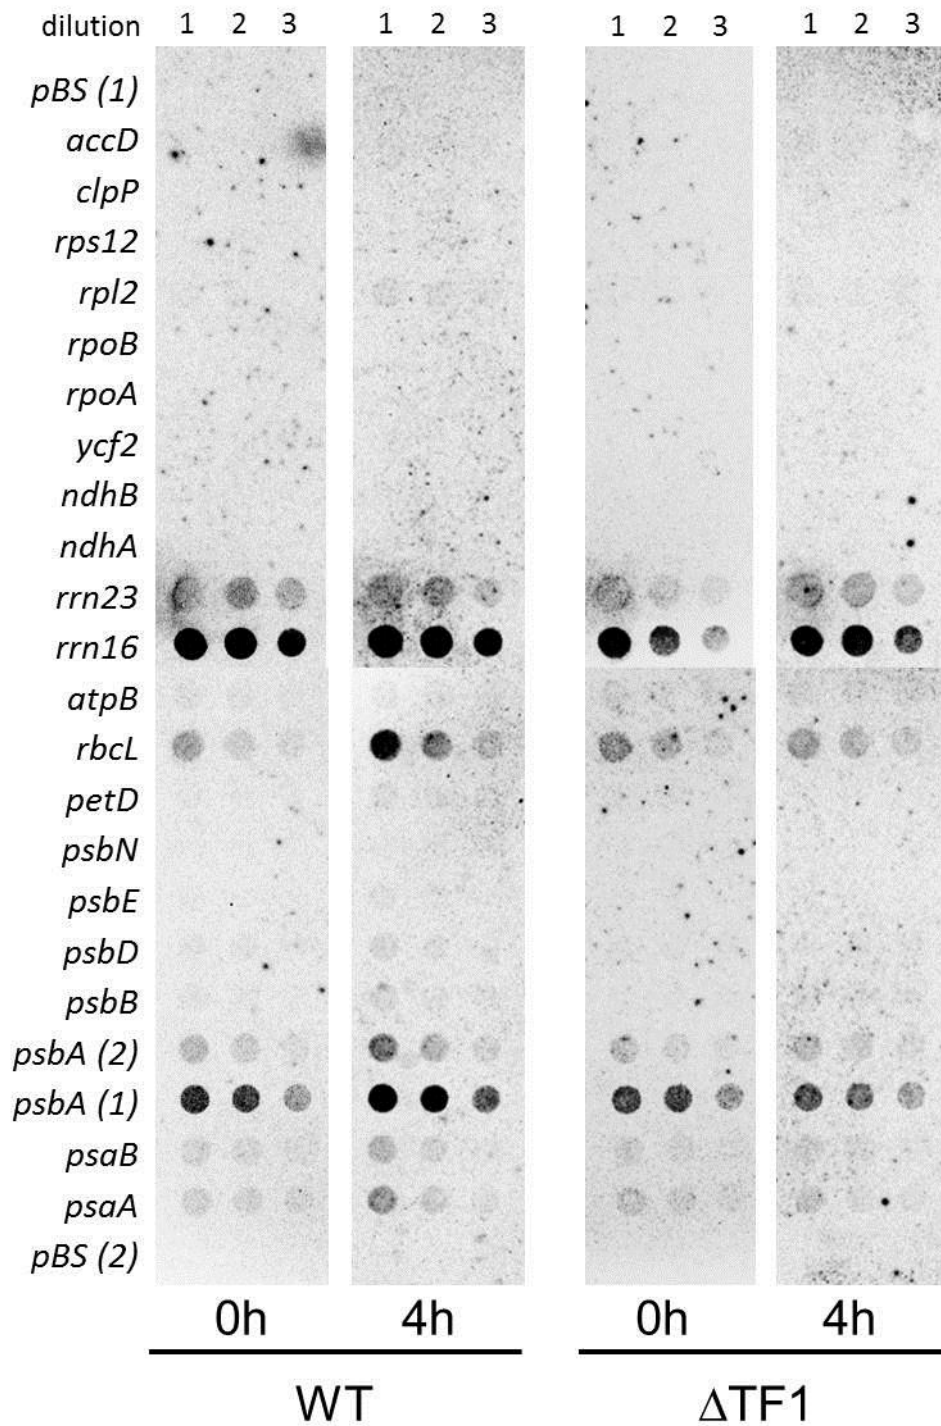 dilution 1 2 3 1 2 3 1 2 3 1 2 3
pBS (1)
accD
clpP
rps12
rpl2
rpoB
rpoA
ycf2
ndhB
ndhA
rrn23
rrn16
atpB
rbcL
petD
psbN
psbE
psbD
psbB
psbA (2)
psbA (1)
psaB
psaA
pBS (2)
0h 4h 0h 4h
WT ΔTF1